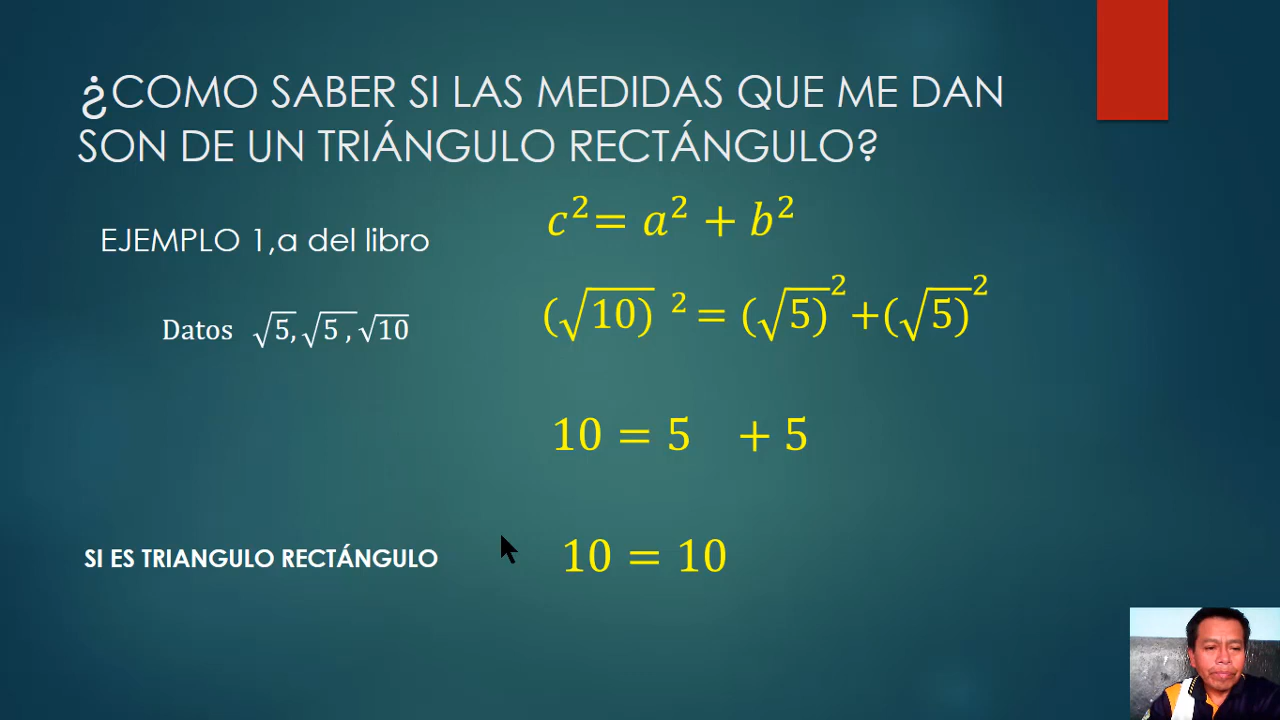 ¿COMO SABER SI LAS MEDIDAS QUE ME DAN
SON DE UN TRIÁNGULO RECTÁNGULO?
EJEMPLO 1,a del libro
Datos √5, √5 , √10
c² = a² + b²
(√10) ² = (√5)² +(√5)²
10 = 5 + 5
10 = 10
SI ES TRIANGULO RECTÁNGULO